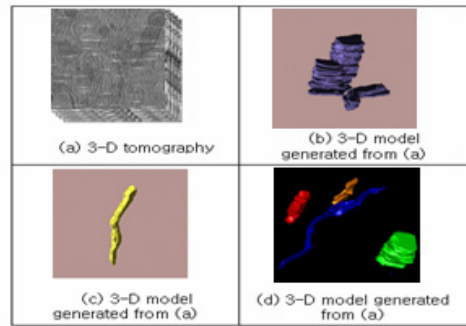 (a) 3-D tomography
(b) 3-D model
generated from (a)
(c) 3-D model
generated from (a)
(d) 3-D model generated
from (a)